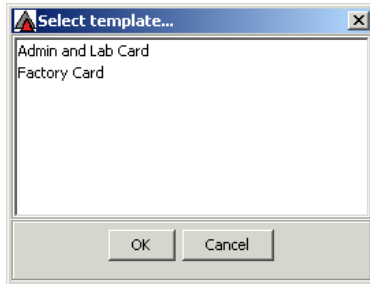 Select template...
Admin and Lab Card
Factory Card
OK Cancel